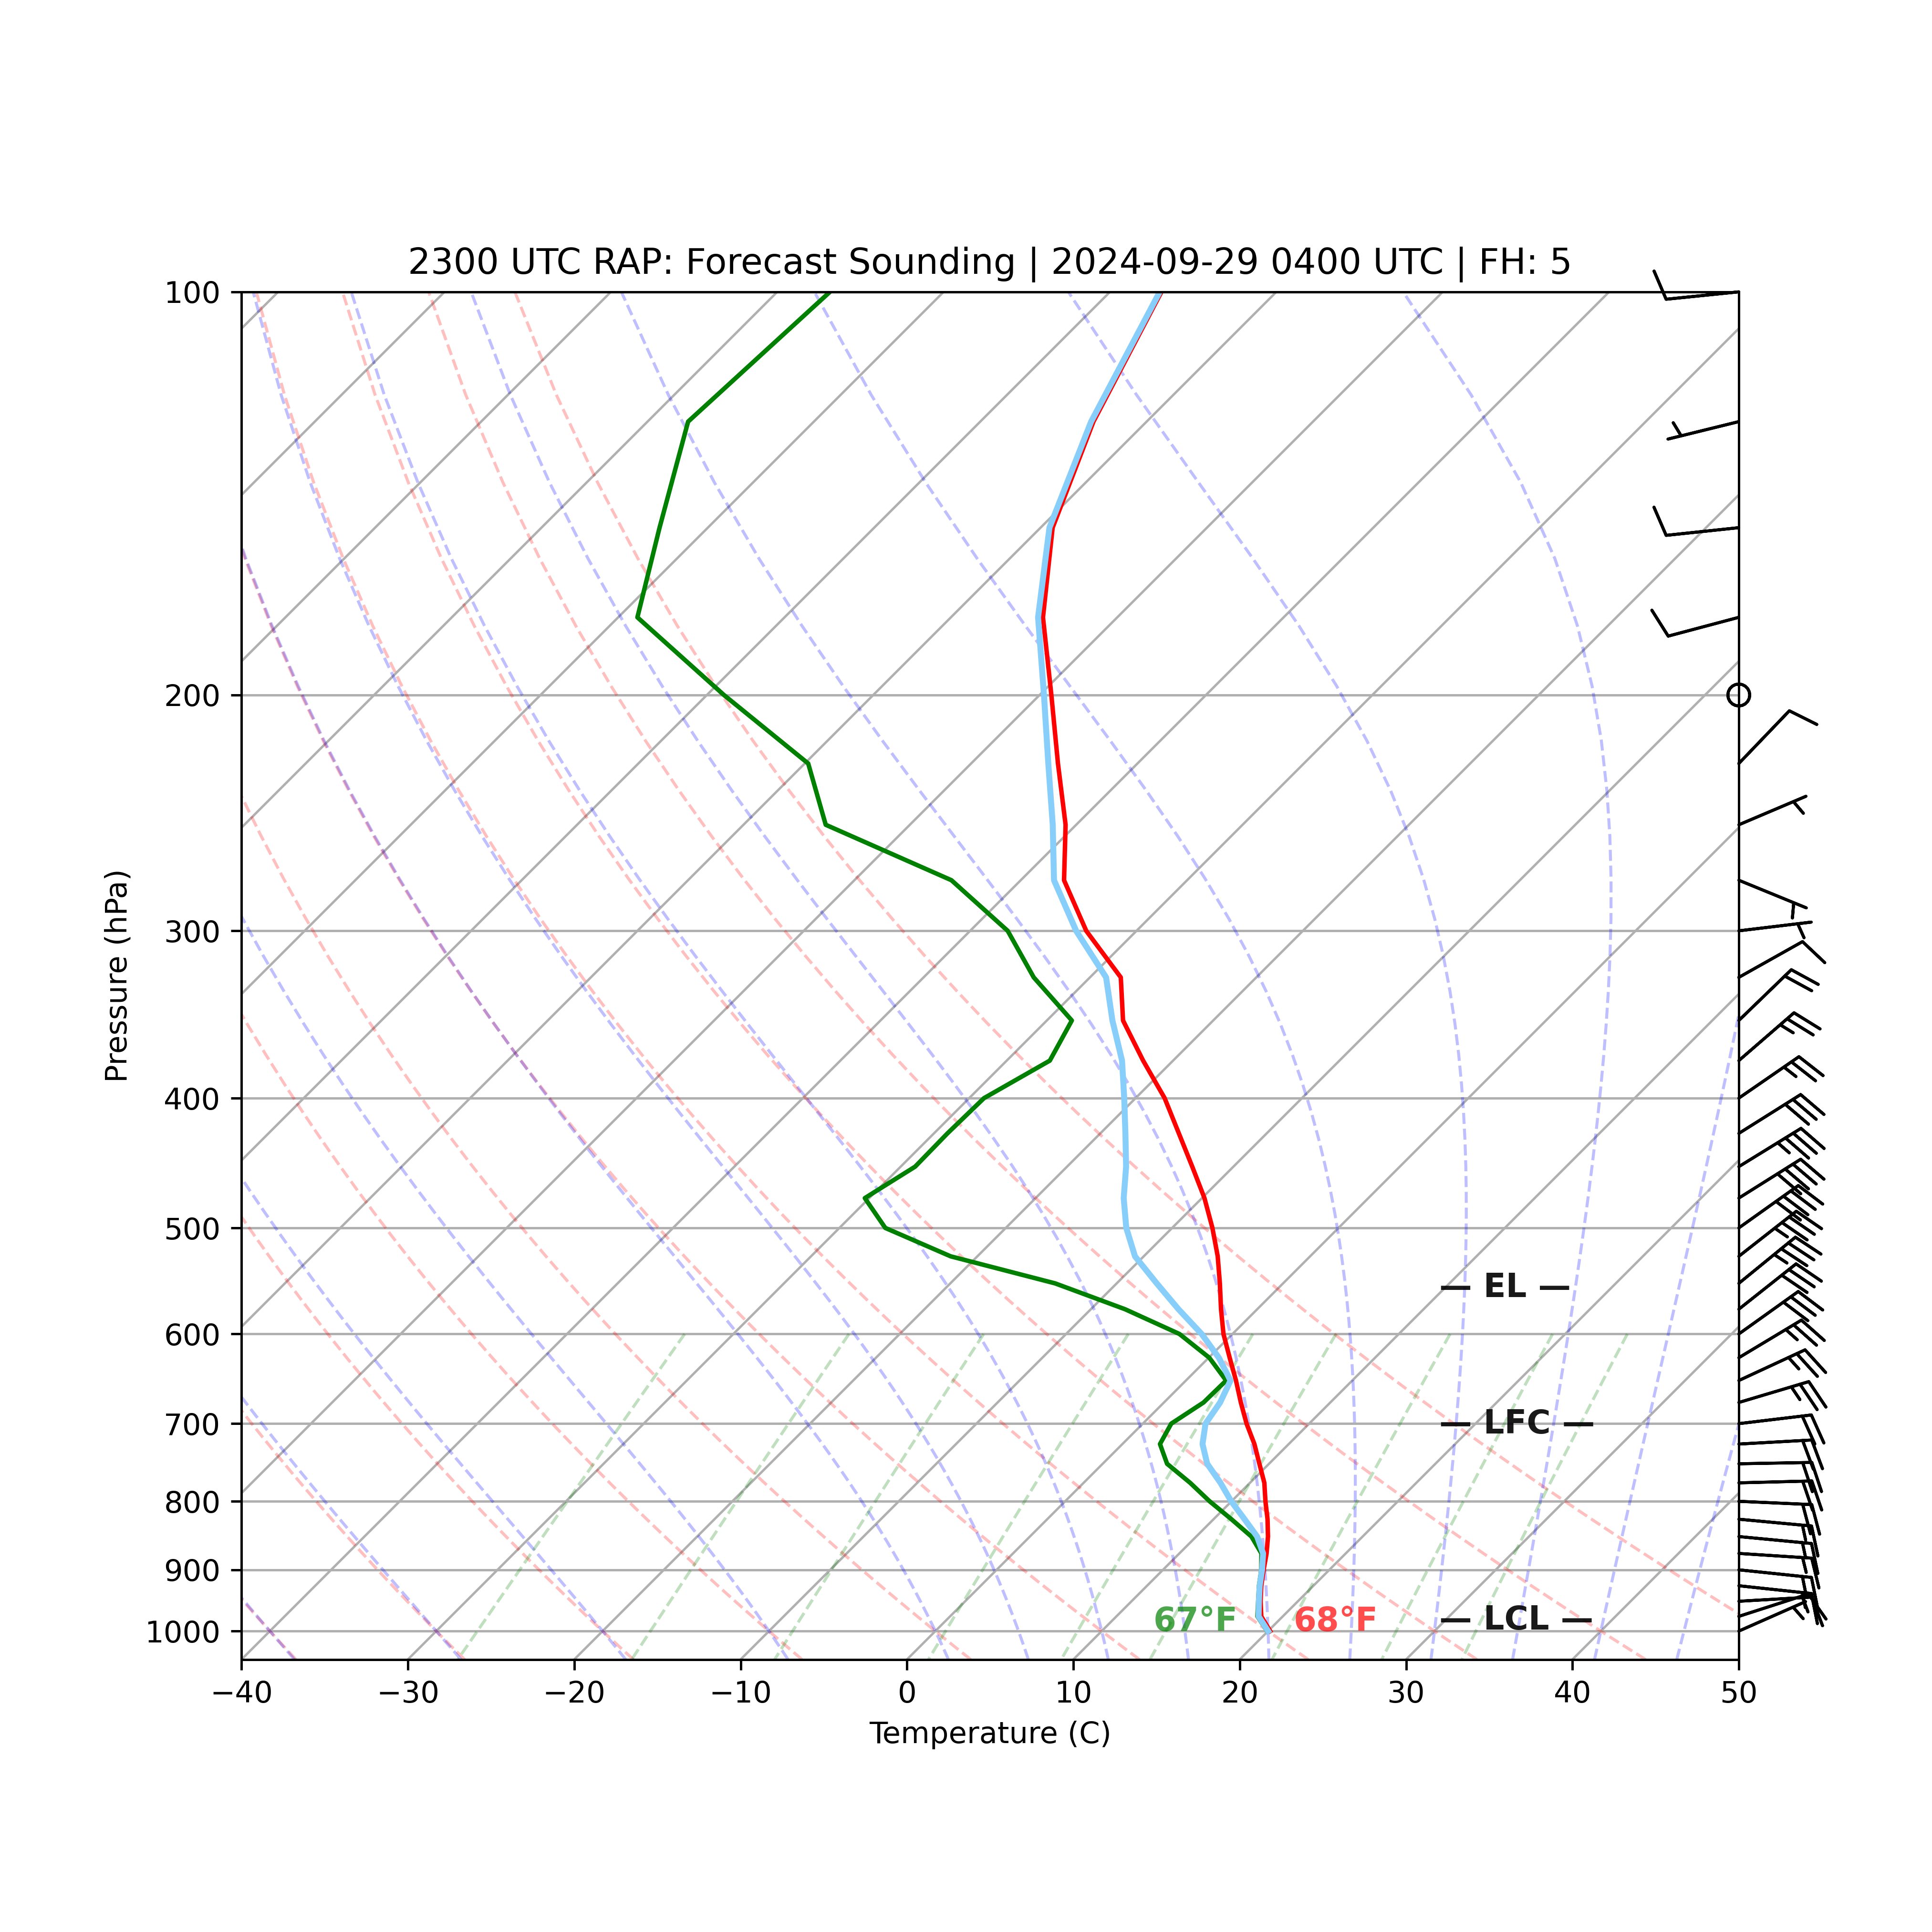 2300 UTC RAP: Forecast Sounding | 2024-09-29 0400 UTC | FH: 5
100
200
300
400
500
600
700
800
900
1000
Pressure (hPa)
— EL —
— LFC —
— LCL —
67°F
68°F
−40
−30
−20
−10
0
10
20
30
40
50
Temperature (C)